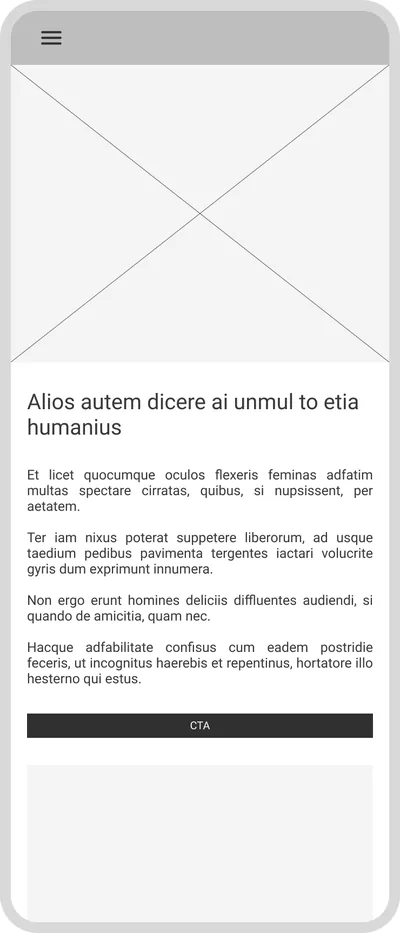 Alios autem dicere ai unmul to etia
humanius
Et licet quocumque oculos flexeris feminas adfatim
multas spectare cirratas, quibus, si nupsissent, per
aetatem.
Ter iam nixus poterat suppetere liberorum, ad usque
taedium pedibus pavimenta tergentes iactari volucrite
gyris dum exprimunt innumera.
Non ergo erunt homines deliciis diffluentes audiendi, si
quando de amicitia, quam nec.
Hacque adfabilitate confisus cum eadem postridie
feceris, ut incognitus haerebis et repentinus, hortatore illo
hesterno qui estus.
CTA